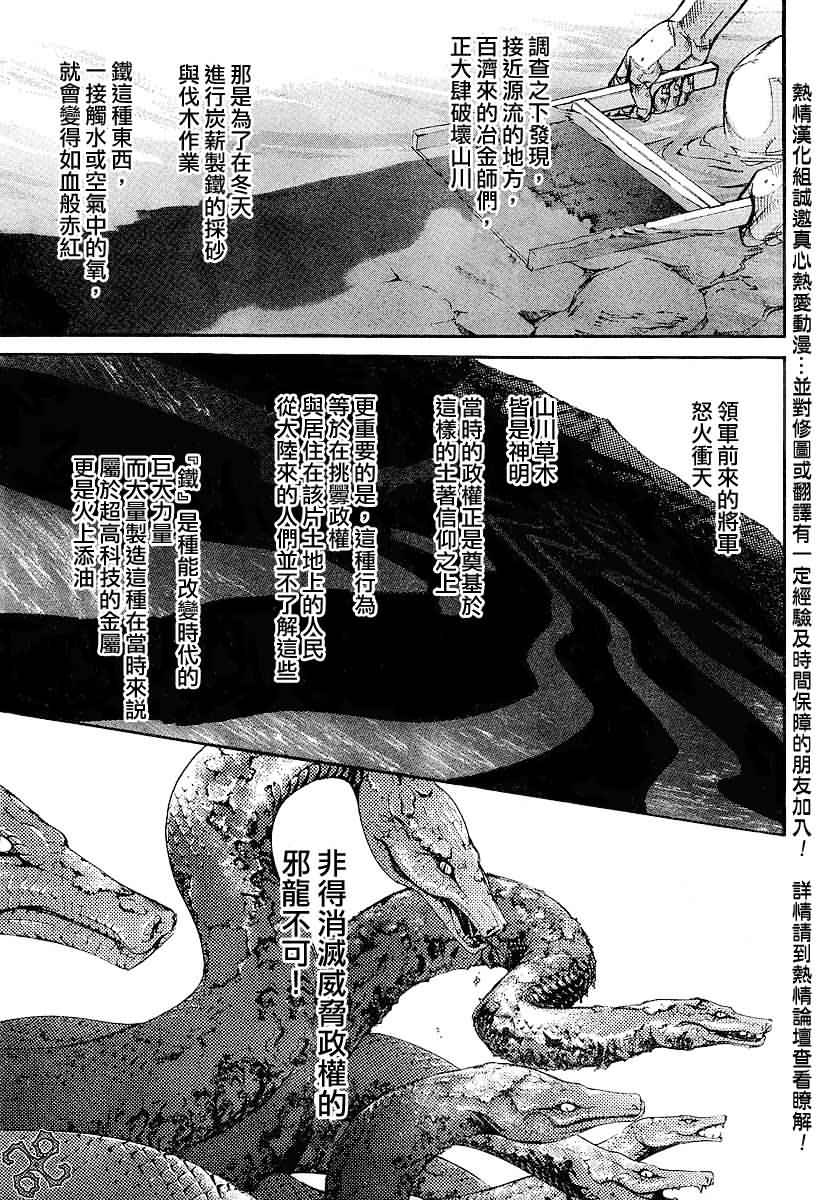 熱情漢化組誠邀真心熱愛動漫…並對修圖或翻譯有一定經驗及時間保障的朋友加入！　詳情請到熱情論壇查看瞭解！
調查之下發現，
接近源流的地方，
百濟來的冶金師們，
正大肆破壞山川
那是為了在冬天
進行炭薪製鐵的採砂
與伐木作業
鐵這種東西，
一接觸水或空氣中的氧，
就會變得如血般赤紅
領軍前來的將軍
怒火衝天
山川草木
皆是神明
當時的政權正是奠基於
這樣的土著信仰之上
更重要的是，這種行為
等於在挑釁政權
與居住在該片土地上的人民
從大陸來的人們並不了解這些
『鐵』是種能改變時代的
巨大力量
而大量製造這種在當時來說
屬於超高科技的金屬
更是火上添油
非得消滅威脅政權的
邪龍不可！